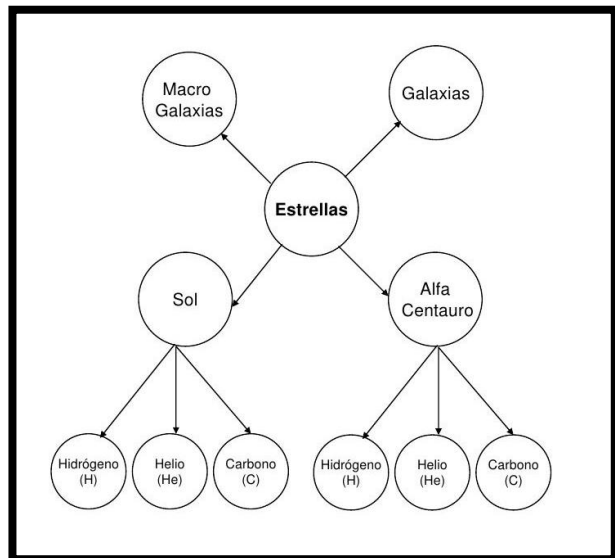 Macro
Galaxias
Galaxias
Estrellas
Sol
Alfa
Centauro
Hidrógeno
(H)
Helio
(He)
Carbono
(C)
Hidrógeno
(H)
Helio
(He)
Carbono
(C)